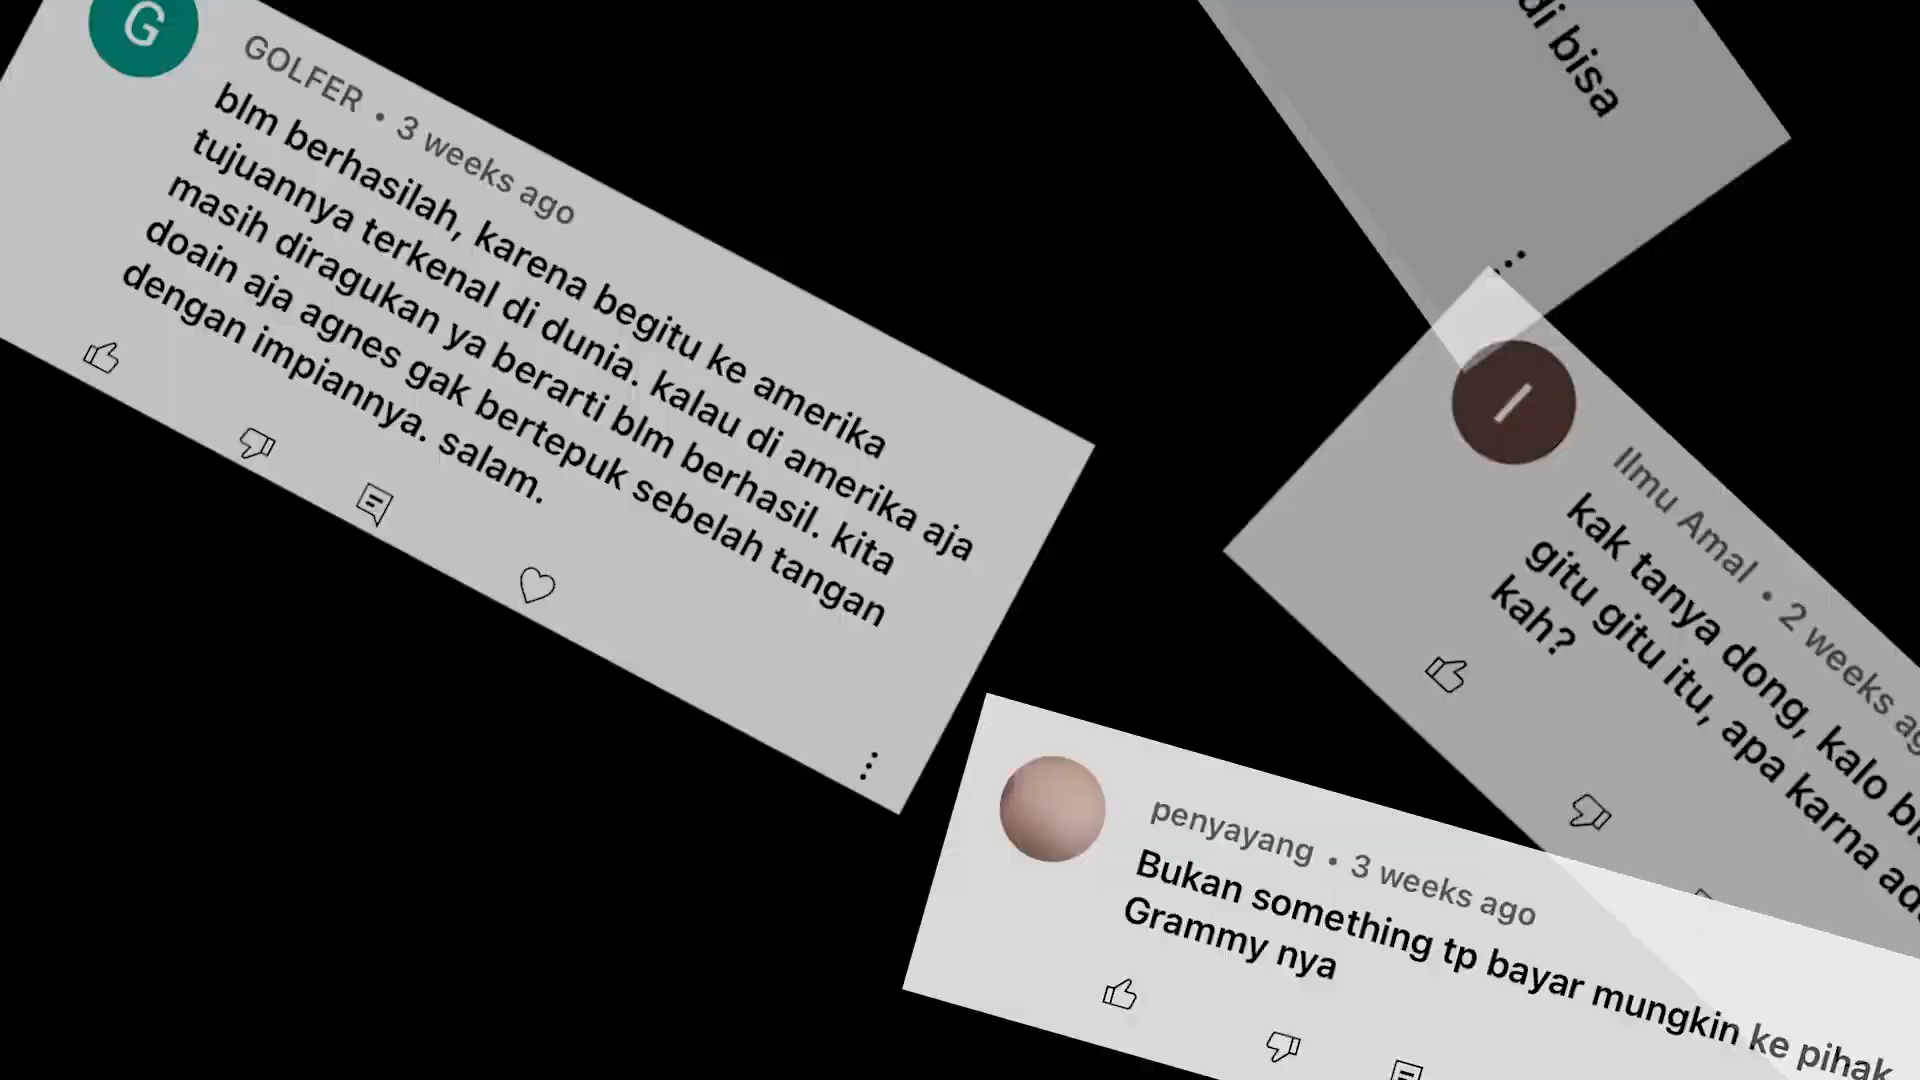 G
GOLFER • 3 weeks ago
blm berhasilah, karena begitu ke amerika
tujuannya terkenal di dunia. kalau di amerika aja
masih diragukan ya berarti blm berhasil. kita
doain aja agnes gak bertepuk sebelah tangan
dengan impiannya. salam.
di bisa
I
Ilmu Amal • 2 weeks
kak tanya dong, kalo
gitu gitu itu, apa karna
kah?
penyayang • 3 weeks ago
Bukan something tp bayar mungkin ke pihak
Grammy nya